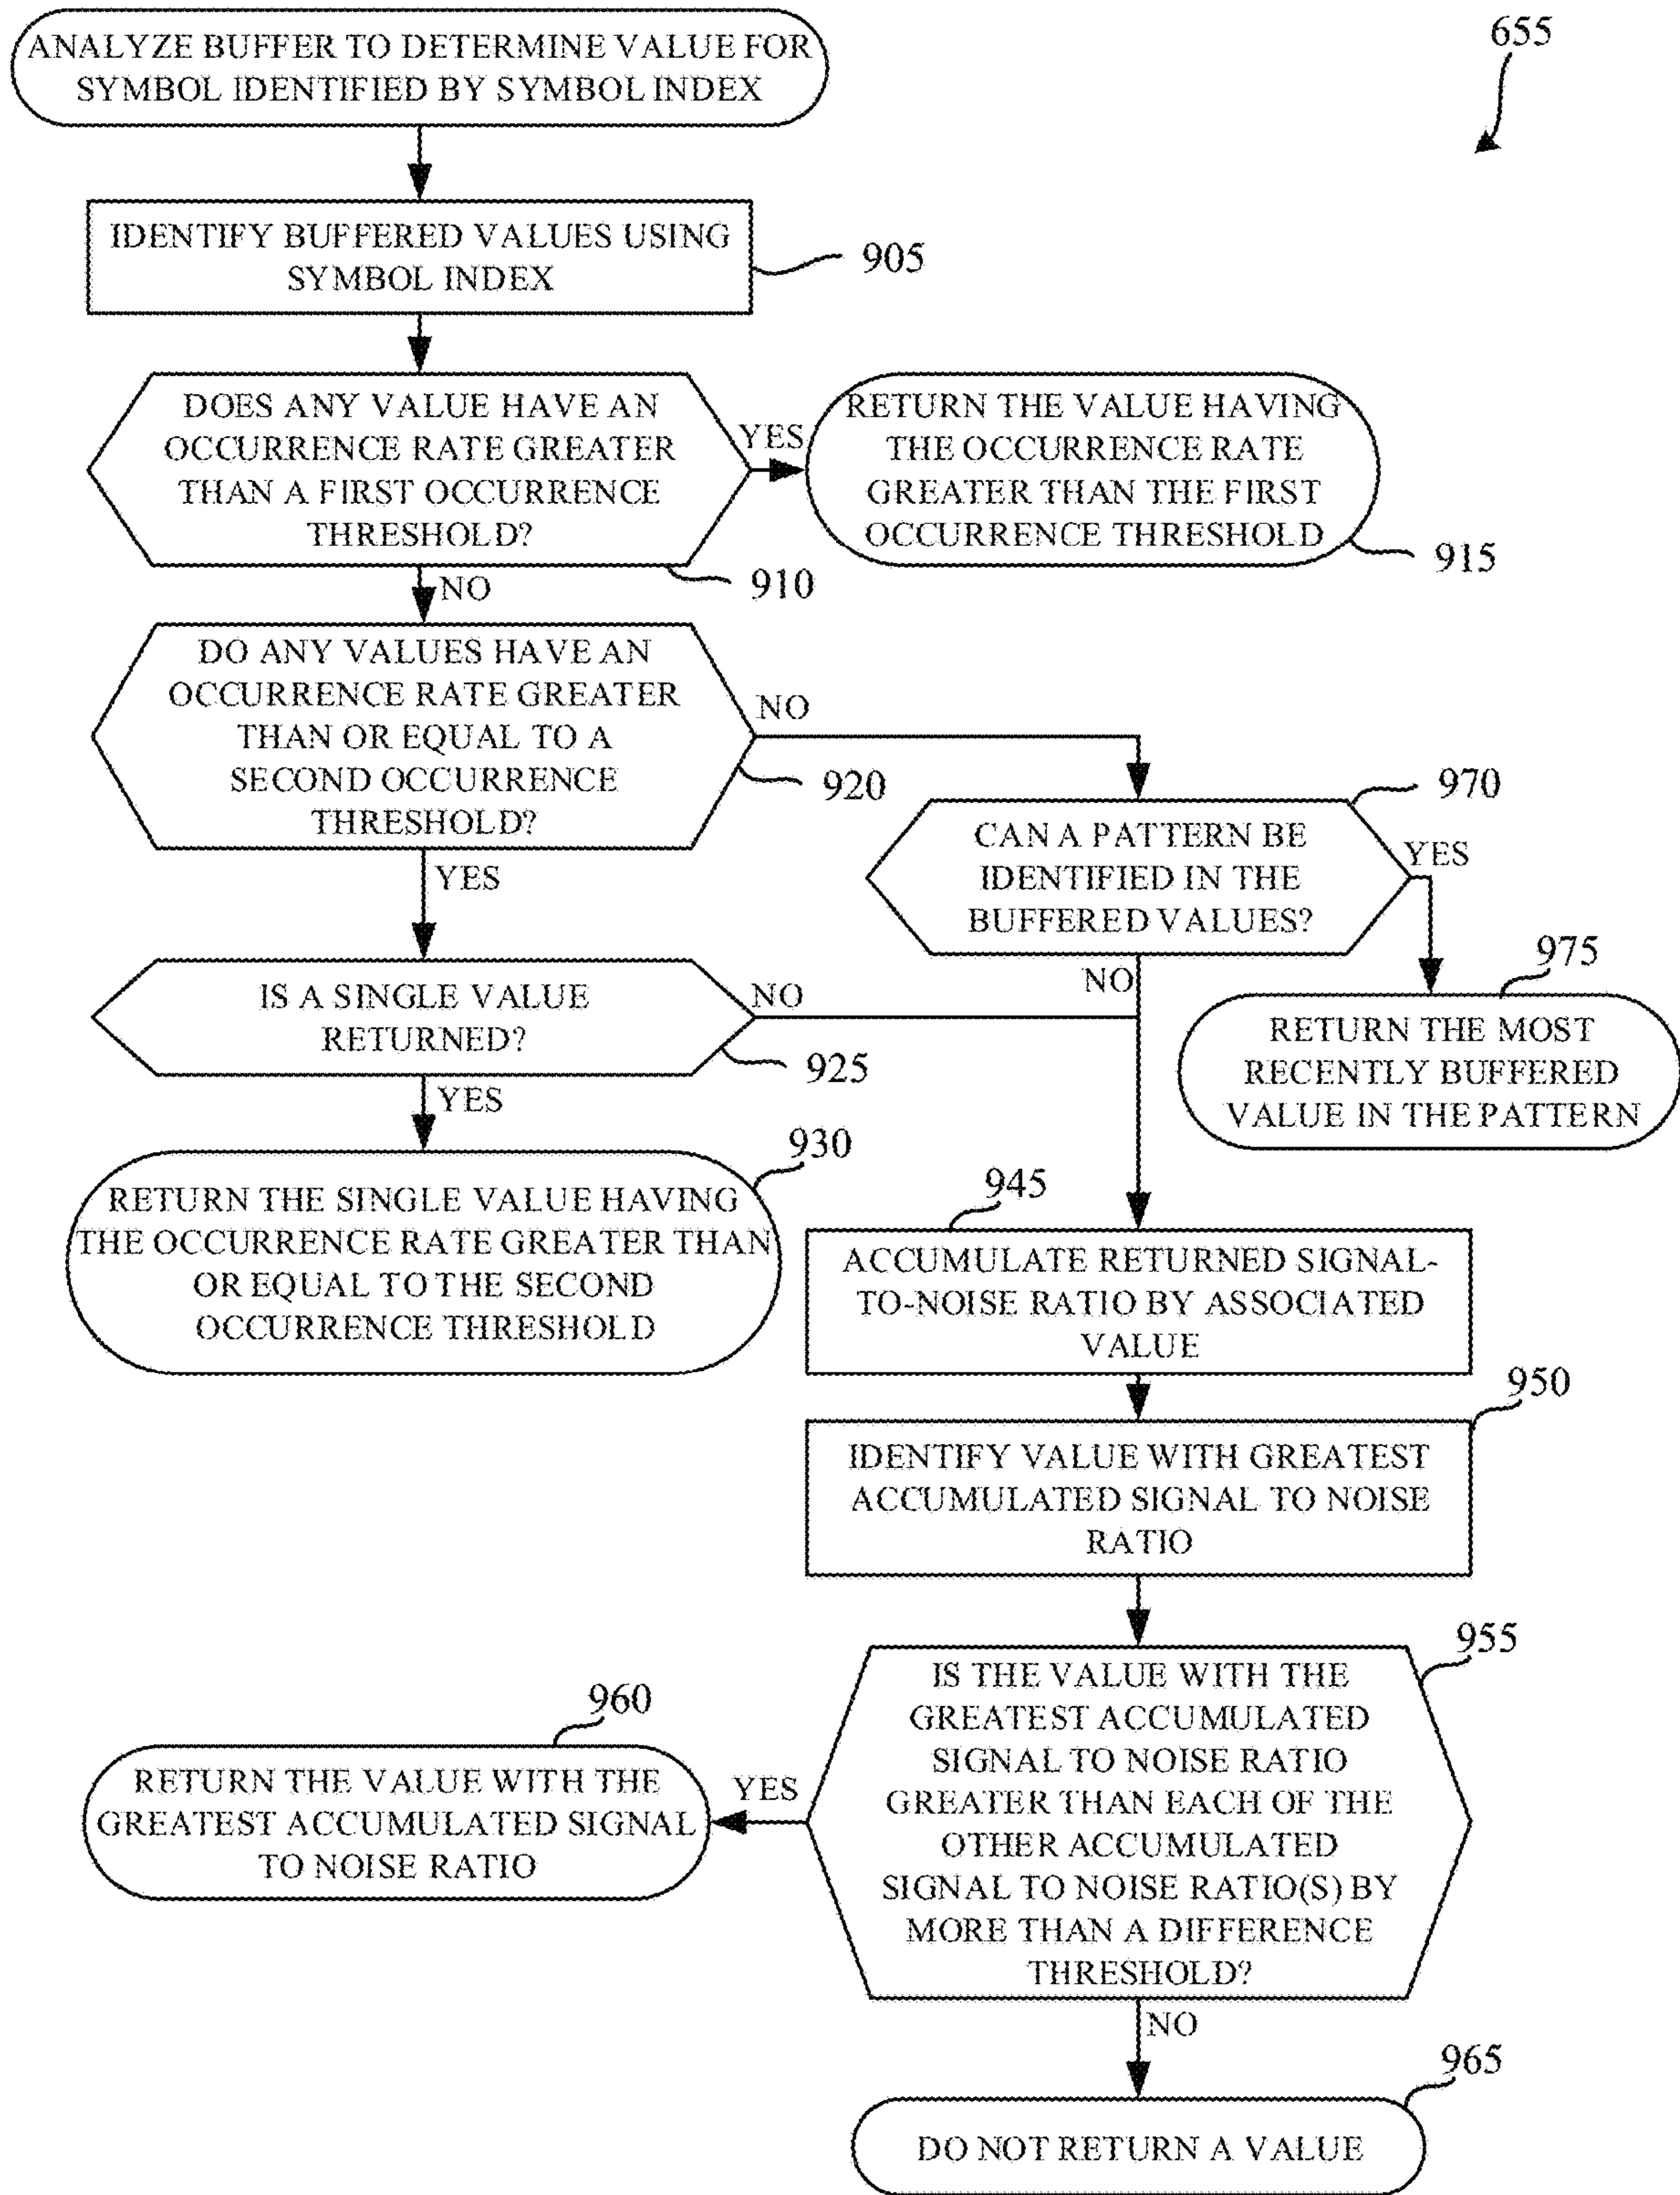 655
ANALYZE BUFFER TO DETERMINE VALUE FOR
SYMBOL IDENTIFIED BY SYMBOL INDEX
IDENTIFY BUFFERED VALUES USING
SYMBOL INDEX
905
DOES ANY VALUE HAVE AN
OCCURRENCE RATE GREATER
THAN A FIRST OCCURRENCE
THRESHOLD?
910
YES
RETURN THE VALUE HAVING
THE OCCURRENCE RATE
GREATER THAN THE FIRST
OCCURRENCE THRESHOLD
915
NO
DO ANY VALUES HAVE AN
OCCURRENCE RATE GREATER
THAN OR EQUAL TO A
SECOND OCCURRENCE
THRESHOLD?
920
NO
970
CAN A PATTERN BE
IDENTIFIED IN THE
BUFFERED VALUES?
YES
975
RETURN THE MOST
RECENTLY BUFFERED
VALUE IN THE PATTERN
NO
YES
IS A SINGLE VALUE
RETURNED?
925
NO
YES
930
RETURN THE SINGLE VALUE HAVING
THE OCCURRENCE RATE GREATER THAN
OR EQUAL TO THE SECOND
OCCURRENCE THRESHOLD
945
ACCUMULATE RETURNED SIGNAL-
TO-NOISE RATIO BY ASSOCIATED
VALUE
950
IDENTIFY VALUE WITH GREATEST
ACCUMULATED SIGNAL TO NOISE
RATIO
955
IS THE VALUE WITH THE
GREATEST ACCUMULATED
SIGNAL TO NOISE RATIO
GREATER THAN EACH OF THE
OTHER ACCUMULATED
SIGNAL TO NOISE RATIO(S) BY
MORE THAN A DIFFERENCE
THRESHOLD?
YES
960
RETURN THE VALUE WITH THE
GREATEST ACCUMULATED SIGNAL
TO NOISE RATIO
NO
965
DO NOT RETURN A VALUE